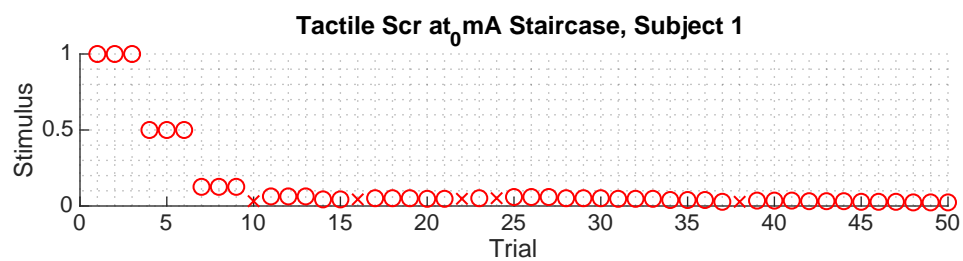 Tactile Scr at_0mA Staircase, Subject 1
1
0.5
0
Stimulus
0 5 10 15 20 25 30 35 40 45 50
Trial